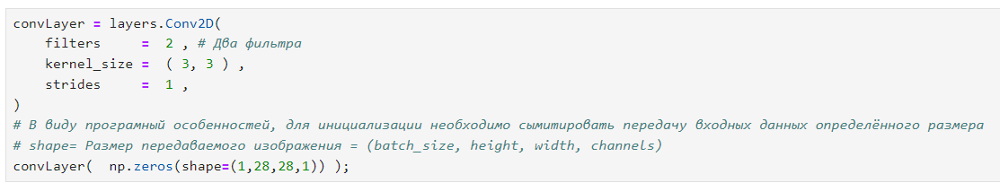 convLayer = layers.Conv2D(
    filters     =  2 , # Два фильтра
    kernel_size =  ( 3, 3 ) ,
    strides     =  1 ,
)
# В виду програмный особенностей, для инициализации необходимо сымитировать передачу входных данных определённого размера
# shape= Размер передаваемого изображения = (batch_size, height, width, channels)
convLayer(  np.zeros(shape=(1,28,28,1)) );